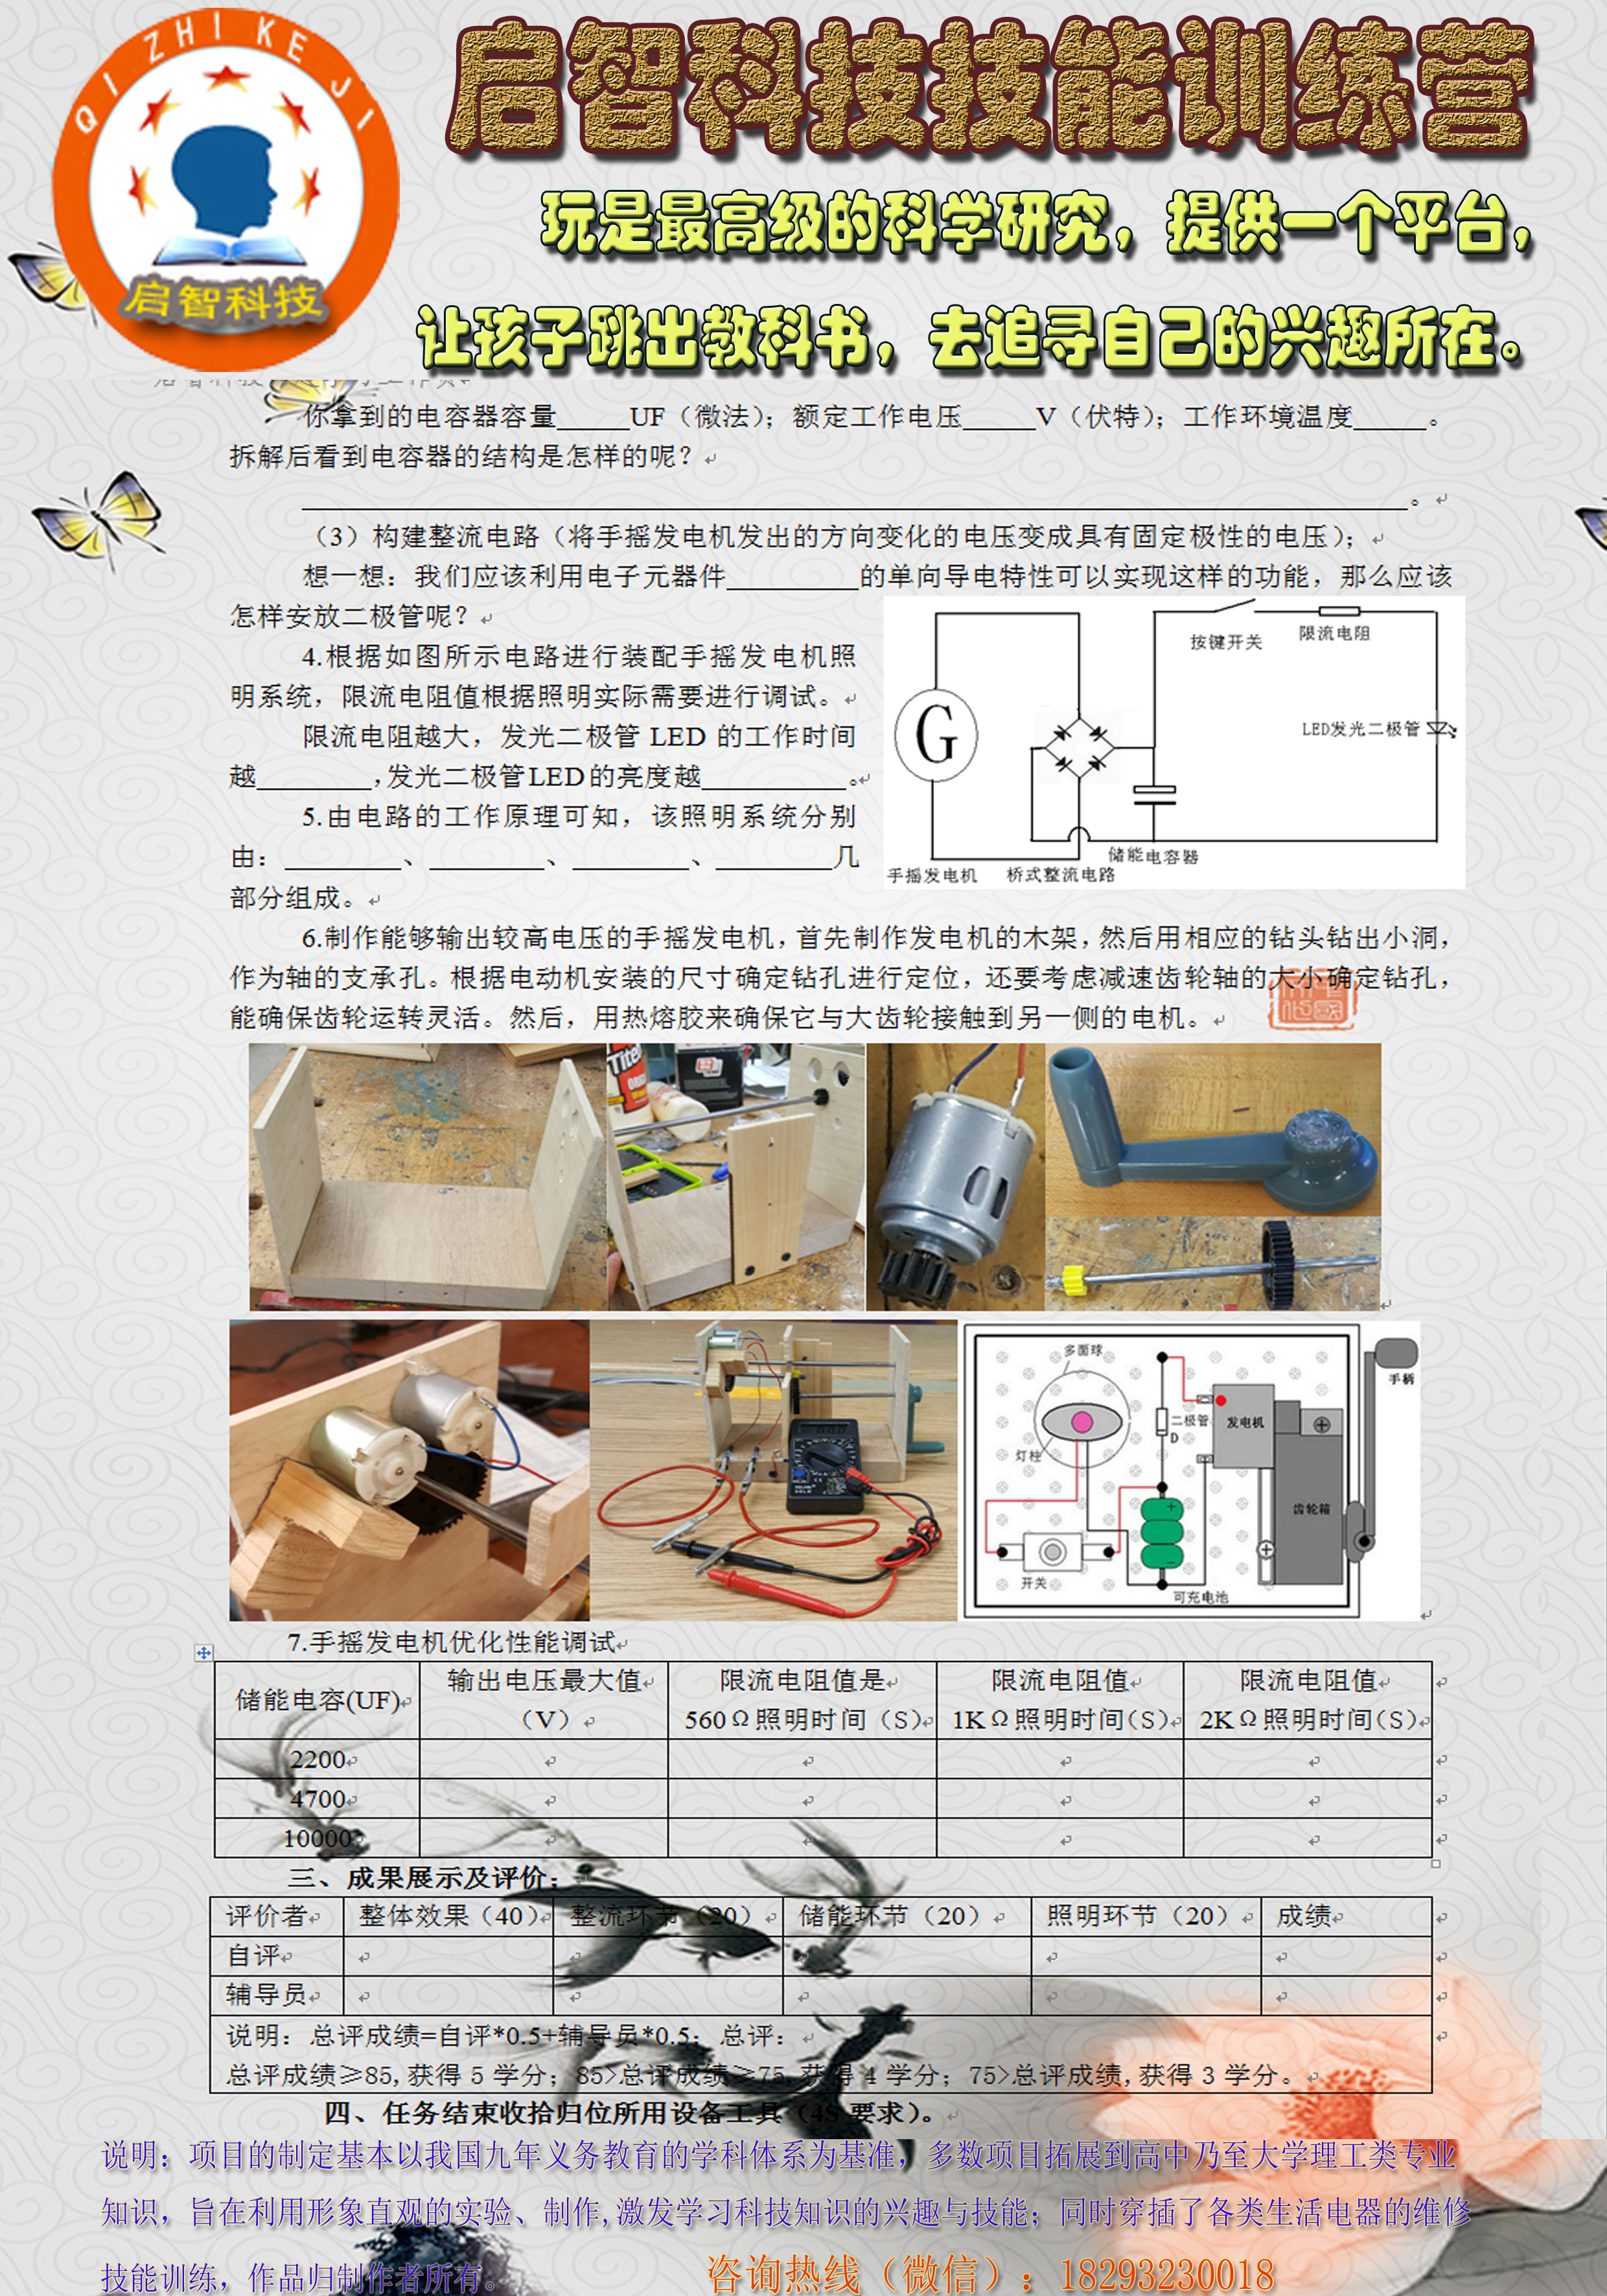 QI ZHI KE JI
启智科技
启智科技技能训练营
玩是最高级的科学研究，提供一个平台，
让孩子跳出教科书，去追寻自己的兴趣所在。
你拿到的电容器容量_____UF（微法）；额定工作电压_____V（伏特）；工作环境温度_____。
拆解后看到电容器的结构是怎样的呢？
。
（3）构建整流电路（将手摇发电机发出的方向变化的电压变成具有固定极性的电压）；
想一想：我们应该利用电子元器件_________的单向导电特性可以实现这样的功能，那么应该
怎样安放二极管呢？
4.根据如图所示电路进行装配手摇发电机照
明系统，限流电阻值根据照明实际需要进行调试。
限流电阻越大，发光二极管 LED 的工作时间
越________,发光二极管LED的亮度越__________。
5.由电路的工作原理可知，该照明系统分别
由：________、________、________、________几
部分组成。
按键开关
限流电阻
G
LED发光二极管
储能电容器
手摇发电机
桥式整流电路
6.制作能够输出较高电压的手摇发电机,首先制作发电机的木架,然后用相应的钻头钻出小洞,
作为轴的支承孔。根据电动机安装的尺寸确定钻孔进行定位，还要考虑减速齿轮轴的大小确定钻孔，
能确保齿轮运转灵活。然后，用热熔胶来确保它与大齿轮接触到另一侧的电机。
多面球
手柄
二极管
D
发电机
灯柱
齿轮箱
开关
可充电池
7.手摇发电机优化性能调试
储能电容(UF)
输出电压最大值
（V）
限流电阻值是
560Ω照明时间（S）
限流电阻值
1KΩ照明时间(S)
限流电阻值
2KΩ照明时间(S)
2200
4700
10000
三、成果展示及评价：
评价者 整体效果（40） 整流环节（20） 储能环节（20） 照明环节（20） 成绩
自评
辅导员
说明：总评成绩=自评*0.5+辅导员*0.5；总评：
总评成绩≥85,获得 5 学分；85>总评成绩≥75,获得 4 学分；75>总评成绩,获得 3 学分。
四、任务结束收拾归位所用设备工具（4S 要求）。
说明：项目的制定基本以我国九年义务教育的学科体系为基准，多数项目拓展到高中乃至大学理工类专业
知识，旨在利用形象直观的实验、制作,激发学习科技知识的兴趣与技能；同时穿插了各类生活电器的维修
技能训练，作品归制作者所有。
咨询热线（微信）：18293230018